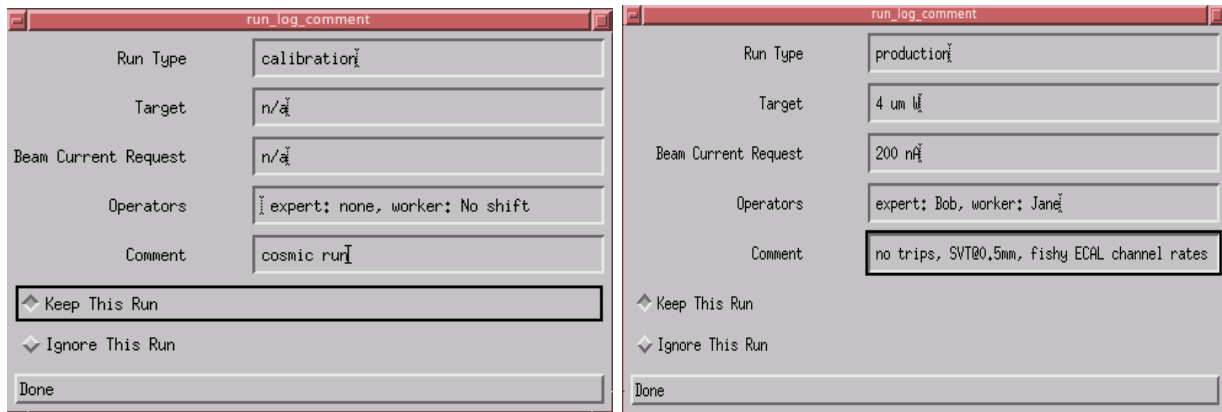 run_log_comment
Run Type calibration
Target n/a
Beam Current Request n/a
Operators expert: none, worker: No shift
Comment cosmic run
Keep This Run
Ignore This Run
Done
run_log_comment
Run Type production
Target 4 um W
Beam Current Request 200 nA
Operators expert: Bob, worker: Jane
Comment no trips, SVT@0.5mm, fishy ECAL channel rates
Keep This Run
Ignore This Run
Done